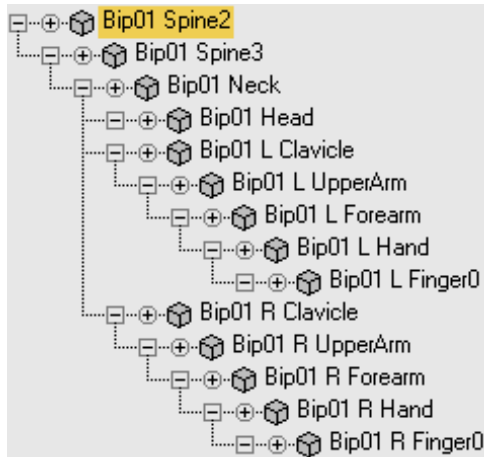 Bip01 Spine2
Bip01 Spine3
Bip01 Neck
Bip01 Head
Bip01 L Clavicle
Bip01 L UpperArm
Bip01 L Forearm
Bip01 L Hand
Bip01 L Finger0
Bip01 R Clavicle
Bip01 R UpperArm
Bip01 R Forearm
Bip01 R Hand
Bip01 R Finger0